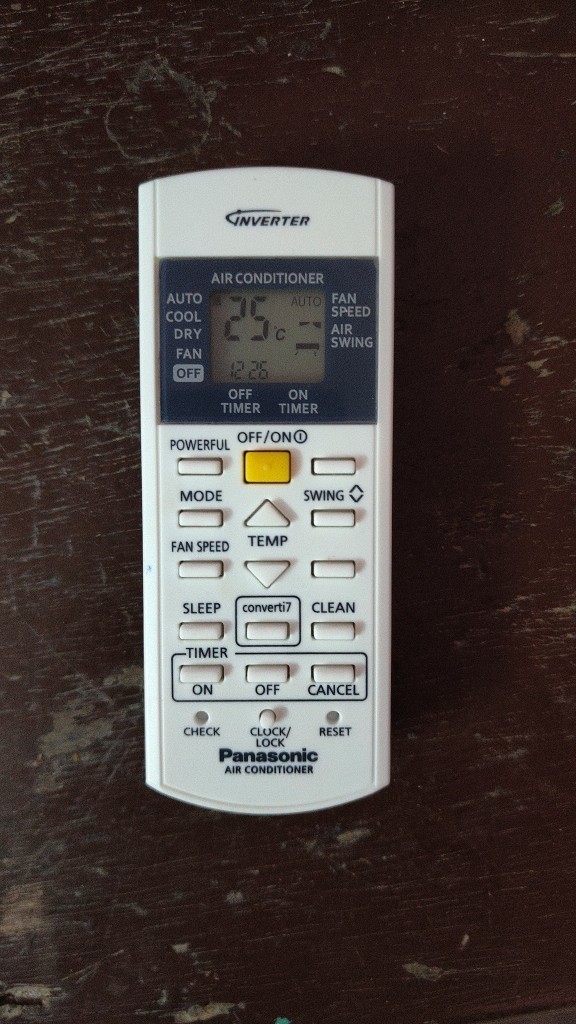 INVERTER
AIR CONDITIONER
AUTO
COOL
DRY
FAN
OFF
25°C
AUTO
12:26
FAN SPEED
AIR SWING
OFF TIMER
ON TIMER
POWERFUL
OFF/ON
MODE
SWING
FAN SPEED
TEMP
SLEEP
converti7
CLEAN
TIMER
ON
OFF
CANCEL
CHECK
CLOCK/
LOCK
RESET
Panasonic
AIR CONDITIONER